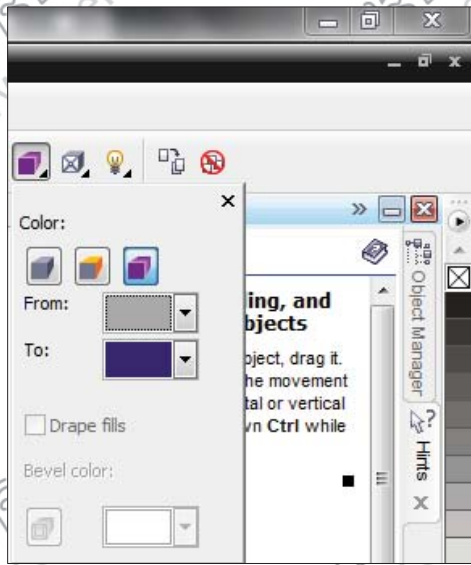 Color:
From:
To:
Drape fills
Bevel color:
ing, and
bjects
bject, drag it.
he movement
tal or vertical
vn Ctrl while
Object Manager
Hints